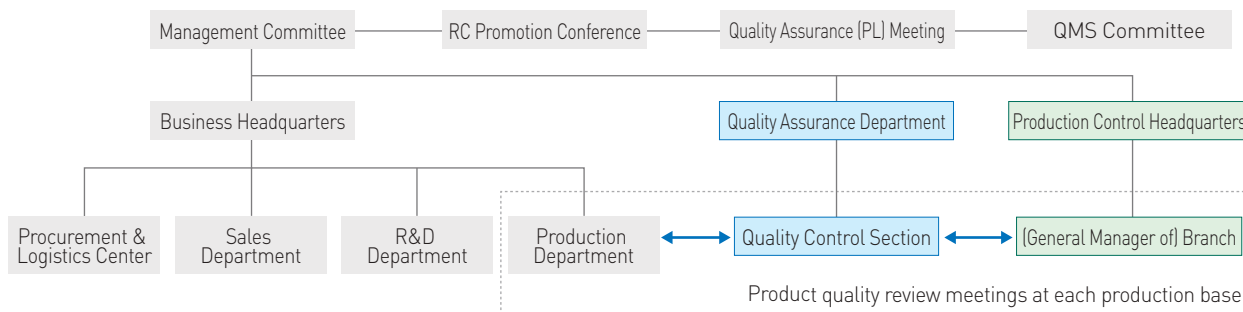 Management Committee
RC Promotion Conference
Quality Assurance (PL) Meeting
QMS Committee
Business Headquarters
Quality Assurance Department
Production Control Headquarters
Procurement &
Logistics Center
Sales
Department
R&D
Department
Production
Department
Quality Control Section
(General Manager of) Branch
Product quality review meetings at each production base